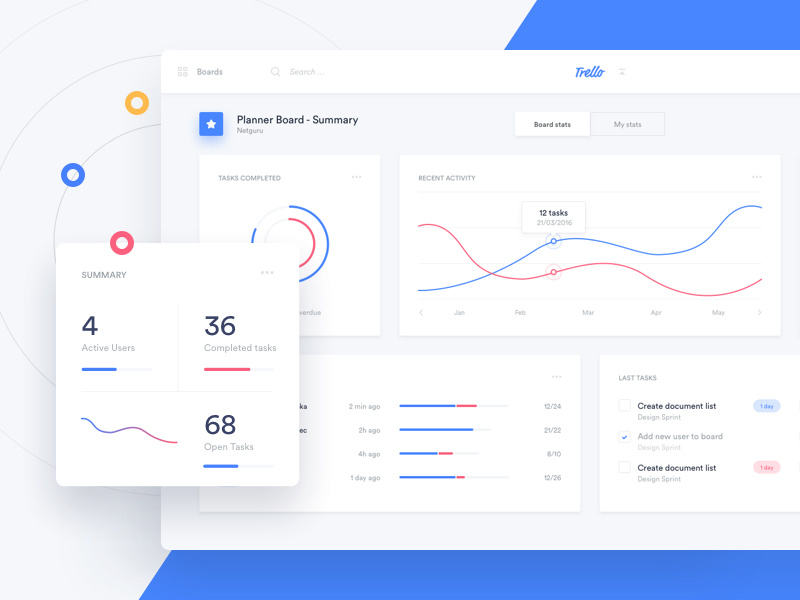 Boards
Search ...
Trello
Planner Board - Summary
Netguru
Board stats
My stats
TASKS COMPLETED
RECENT ACTIVITY
12 tasks
21/03/2016
Jan
Feb
Mar
Apr
May
SUMMARY
4
Active Users
36
Completed tasks
68
Open Tasks
2 min ago
12/24
2h ago
21/22
4h ago
8/10
1 day ago
12/26
LAST TASKS
Create document list
Design Sprint
1 day
Add new user to board
Design Sprint
Create document list
Design Sprint
1 day